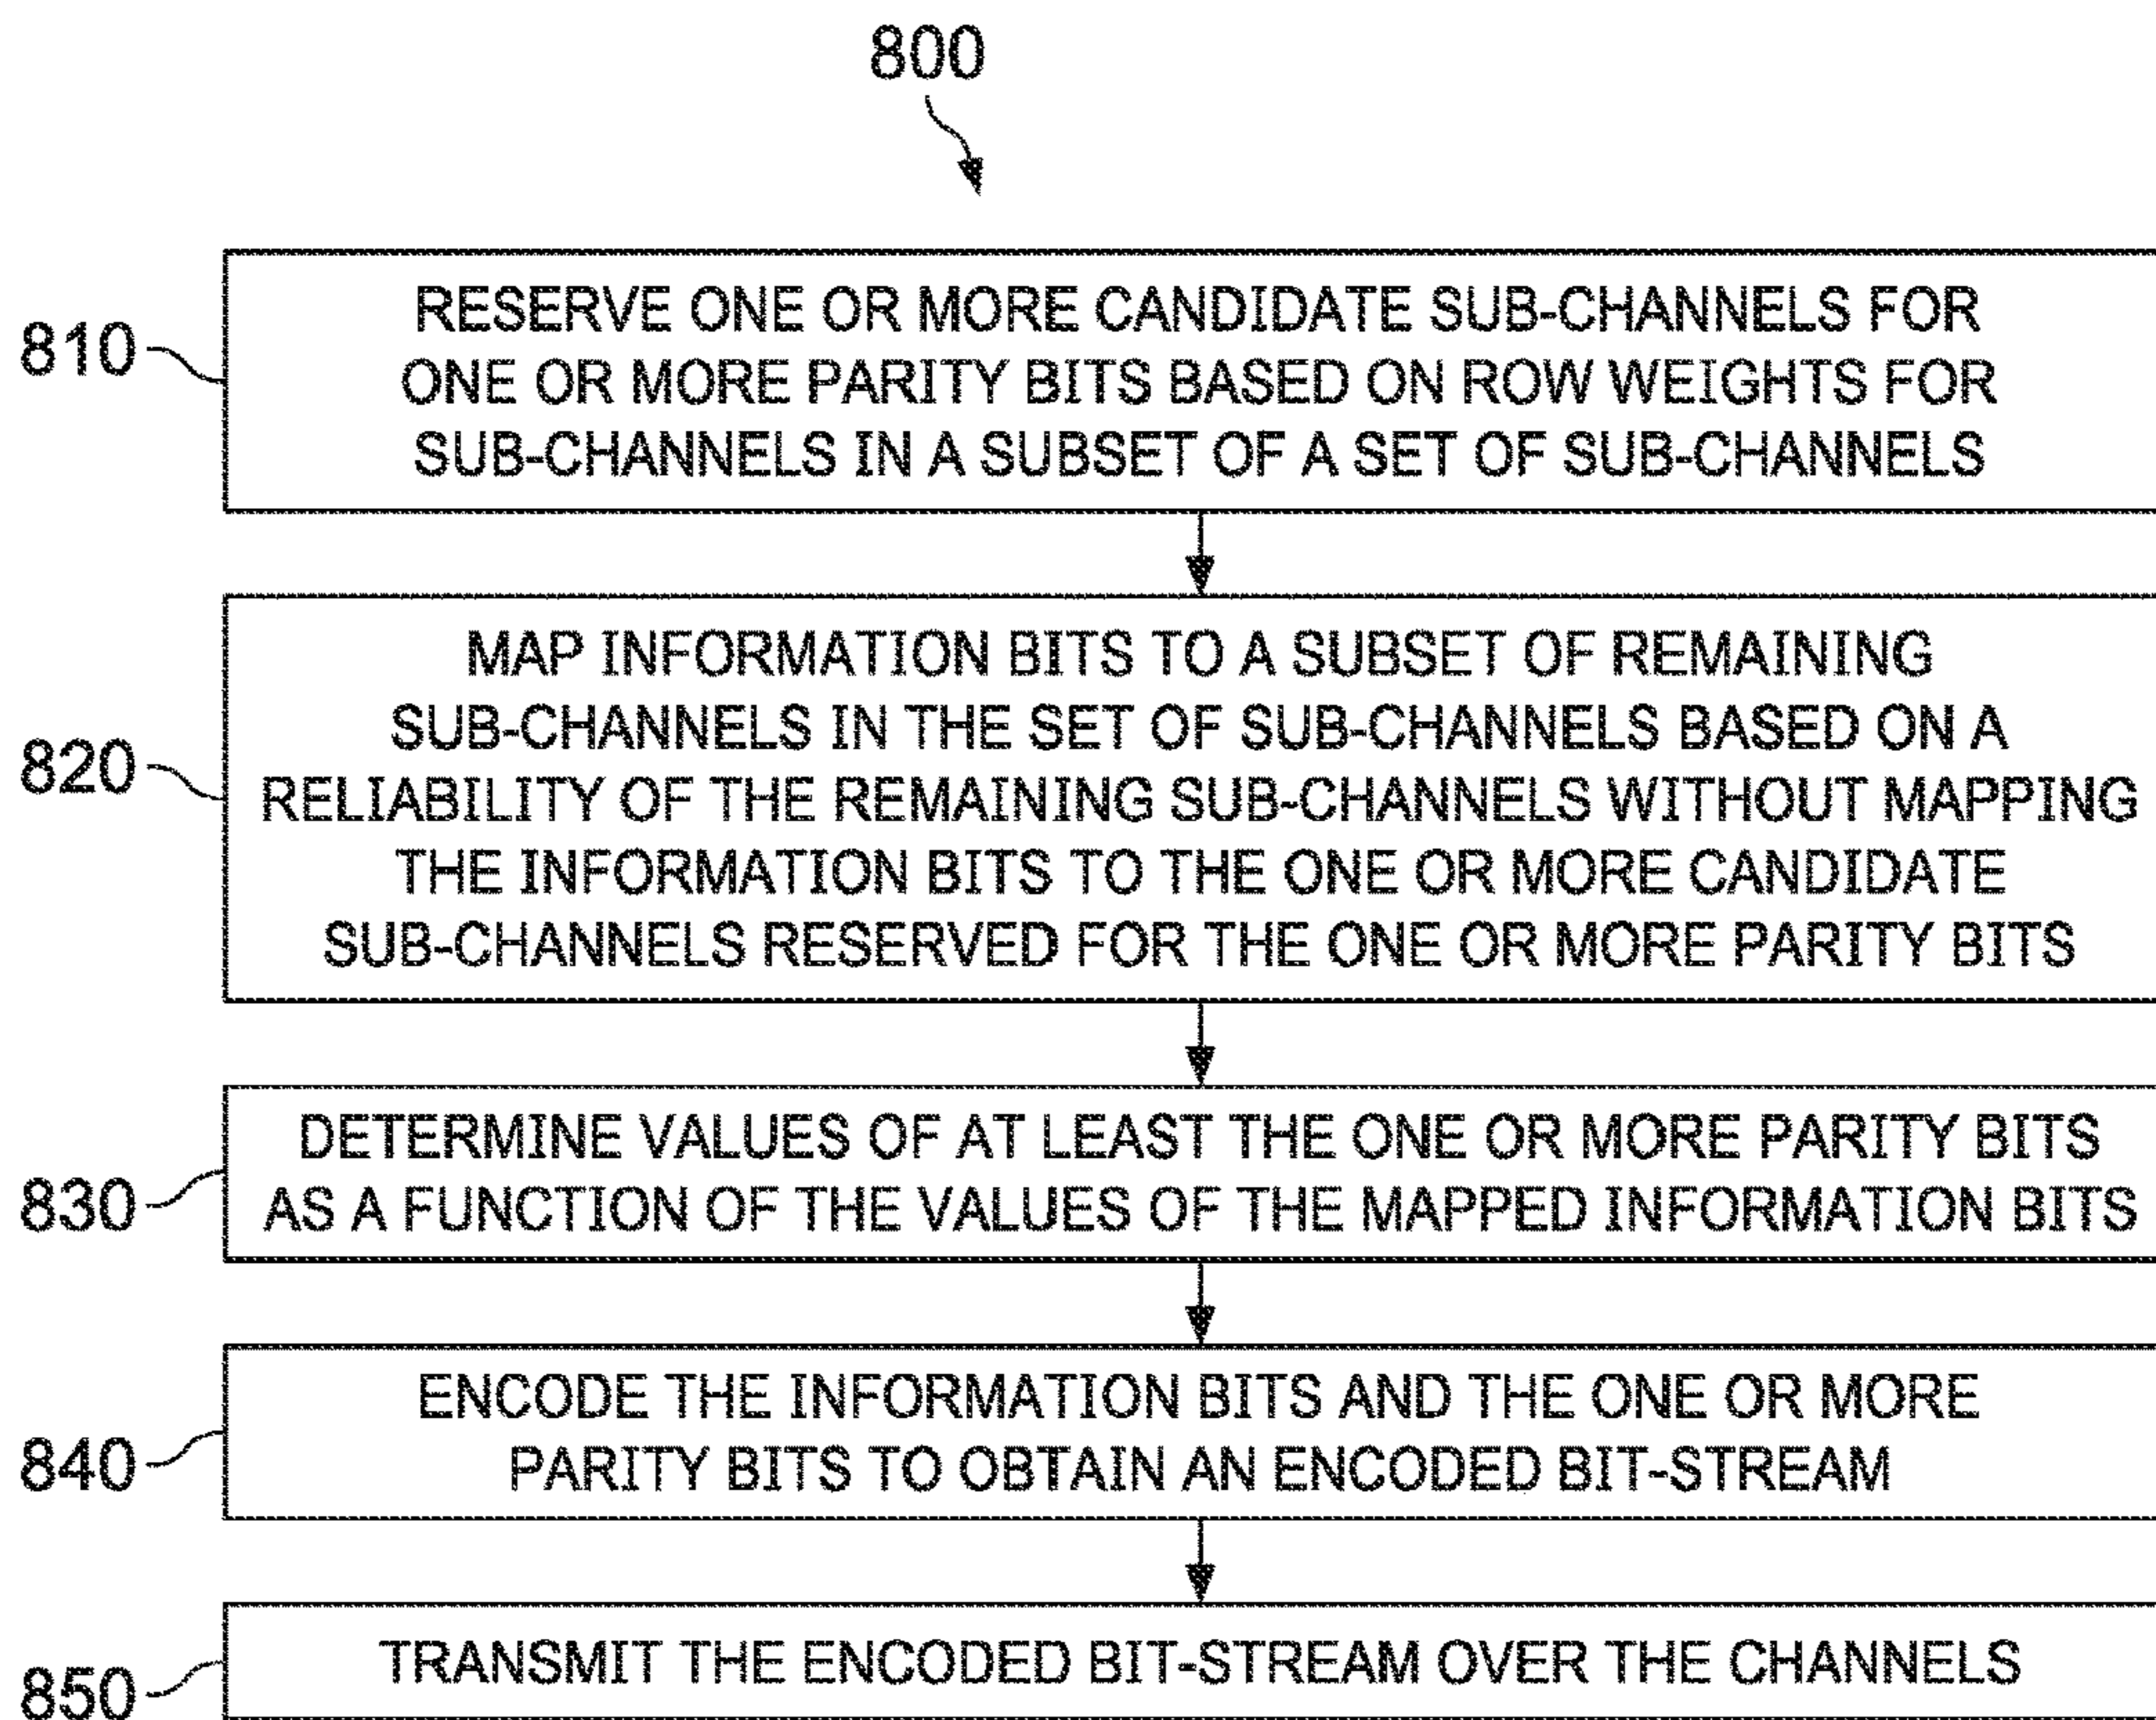 800
810
RESERVE ONE OR MORE CANDIDATE SUB-CHANNELS FOR
ONE OR MORE PARITY BITS BASED ON ROW WEIGHTS FOR
SUB-CHANNELS IN A SUBSET OF A SET OF SUB-CHANNELS
820
MAP INFORMATION BITS TO A SUBSET OF REMAINING
SUB-CHANNELS IN THE SET OF SUB-CHANNELS BASED ON A
RELIABILITY OF THE REMAINING SUB-CHANNELS WITHOUT MAPPING
THE INFORMATION BITS TO THE ONE OR MORE CANDIDATE
SUB-CHANNELS RESERVED FOR THE ONE OR MORE PARITY BITS
830
DETERMINE VALUES OF AT LEAST THE ONE OR MORE PARITY BITS
AS A FUNCTION OF THE VALUES OF THE MAPPED INFORMATION BITS
840
ENCODE THE INFORMATION BITS AND THE ONE OR MORE
PARITY BITS TO OBTAIN AN ENCODED BIT-STREAM
850
TRANSMIT THE ENCODED BIT-STREAM OVER THE CHANNELS